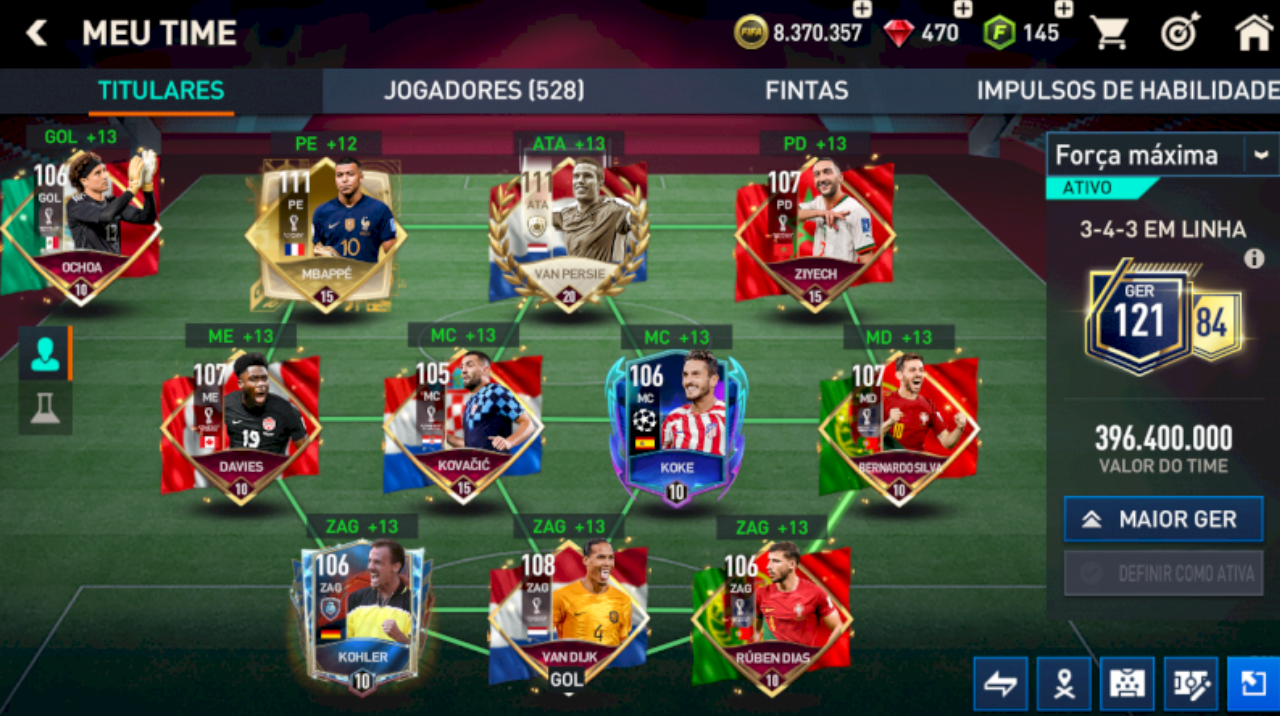 MEU TIME
8.370.357
470
145
TITULARES
JOGADORES (528)
FINTAS
IMPULSOS DE HABILIDADE
GOL +13
106
GOL
13
OCHOA
10
PE +12
111
PE
10
MBAPPÉ
15
ATA +13
111
ATA
VAN PERSIE
20
PD +13
107
PD
ZIYECH
15
ME +13
107
ME
19
DAVIES
10
MC +13
105
MC
KOVAČIĆ
15
MC +13
106
MC
KOKE
10
MD +13
107
MD
10
BERNARDO SILVA
10
ZAG +13
106
ZAG
KOHLER
10
ZAG +13
108
ZAG
4
VAN DIJK
GOL
ZAG +13
106
ZAG
RÚBEN DIAS
10
Força máxima
ATIVO
3-4-3 EM LINHA
GER
121
84
396.400.000
VALOR DO TIME
MAIOR GER
DEFINIR COMO ATIVA